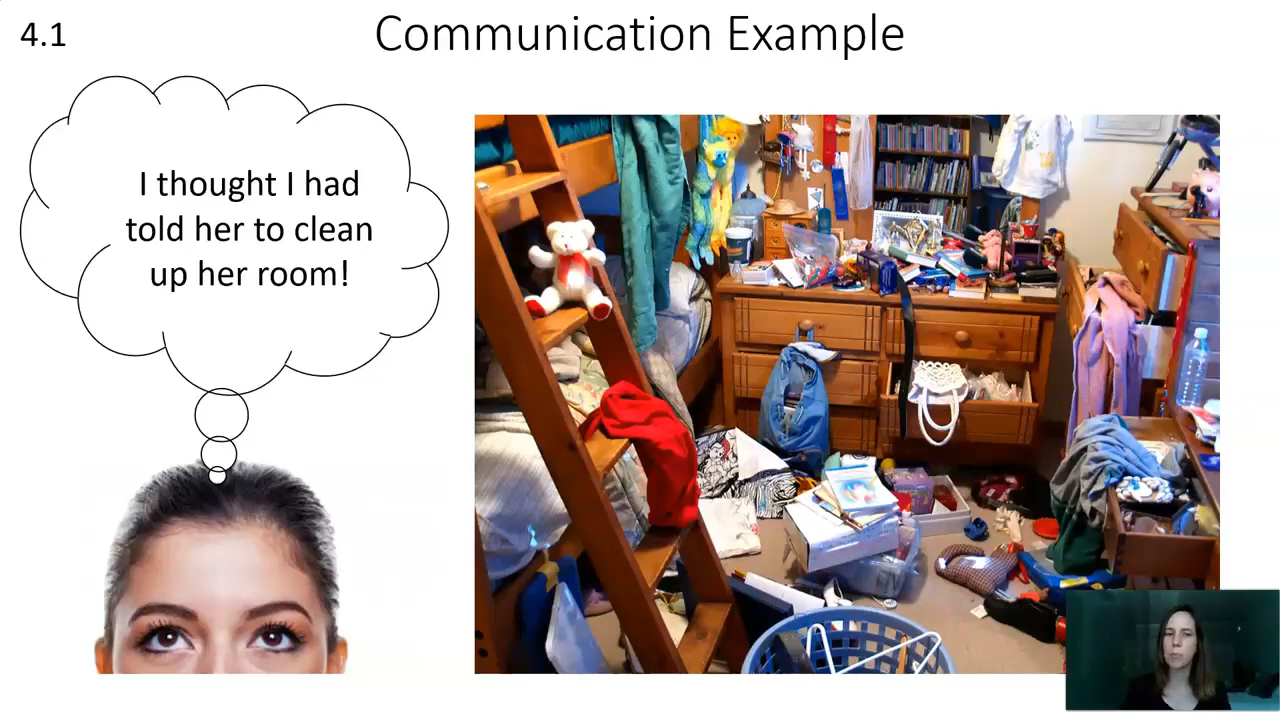 4.1
Communication Example
I thought I had
told her to clean
up her room!